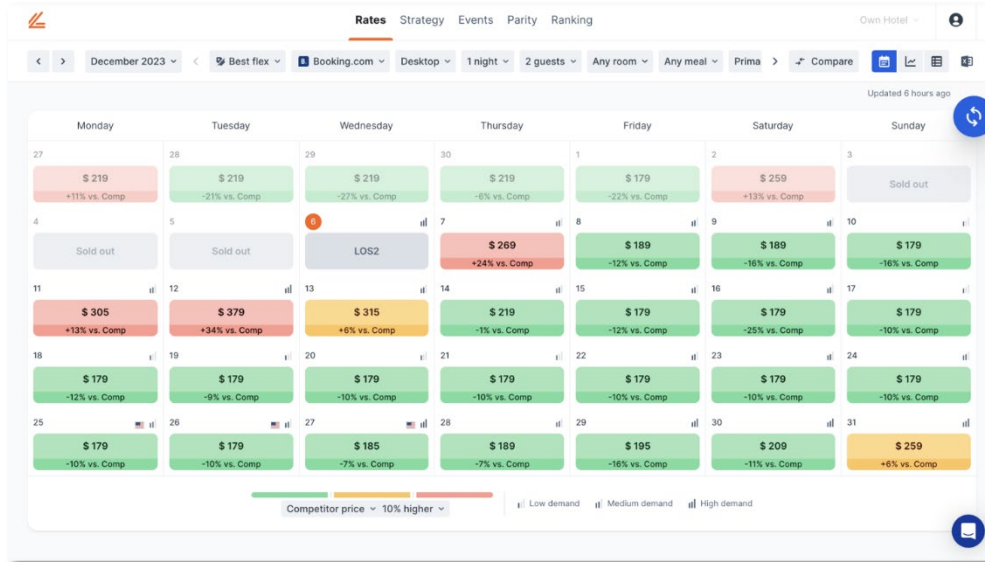 Rates Strategy Events Parity Ranking Own Hotel
December 2023 Best flex Booking.com Desktop 1 night 2 guests Any room Any meal Prima Compare
Updated 6 hours ago
Monday Tuesday Wednesday Thursday Friday Saturday Sunday
27 28 29 30 1 2 3
$ 219 $ 219 $ 219 $ 219 $ 179 $ 259 Sold out
+11% vs. Comp -21% vs. Comp -27% vs. Comp -6% vs. Comp -22% vs. Comp +13% vs. Comp
4 5 6 7 8 9 10
Sold out Sold out LOS2 $ 269 $ 189 $ 189 $ 179
+24% vs. Comp -12% vs. Comp -16% vs. Comp -16% vs. Comp
11 12 13 14 15 16 17
$ 305 $ 379 $ 315 $ 219 $ 179 $ 179 $ 179
+13% vs. Comp +34% vs. Comp +6% vs. Comp -1% vs. Comp -12% vs. Comp -25% vs. Comp -10% vs. Comp
18 19 20 21 22 23 24
$ 179 $ 179 $ 179 $ 179 $ 179 $ 179 $ 179
-12% vs. Comp -9% vs. Comp -10% vs. Comp -10% vs. Comp -10% vs. Comp -10% vs. Comp -10% vs. Comp
25 26 27 28 29 30 31
$ 179 $ 179 $ 185 $ 189 $ 195 $ 209 $ 259
-10% vs. Comp -10% vs. Comp -7% vs. Comp -7% vs. Comp -16% vs. Comp -11% vs. Comp +6% vs. Comp
Competitor price 10% higher Low demand Medium demand High demand